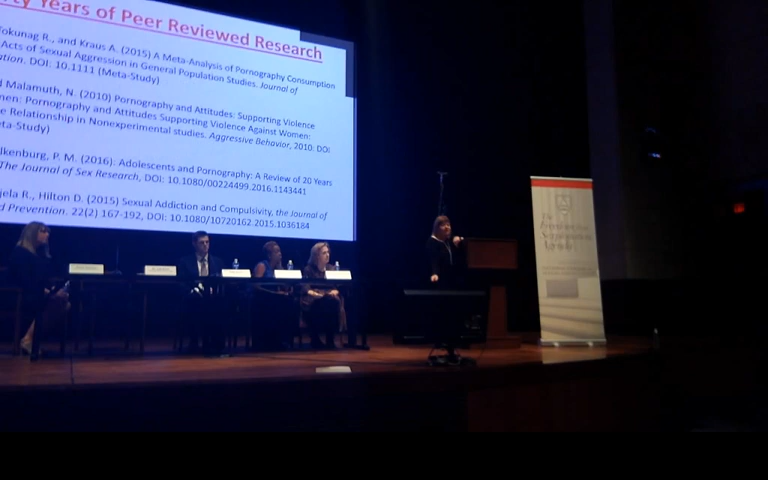 ty Years of Peer Reviewed Research
Tokunag R., and Kraus A. (2015) A Meta-Analysis of Pornography Consumption
Acts of Sexual Aggression in General Population Studies. Journal of
ation. DOI: 10.1111 (Meta-Study)
d Malamuth, N. (2010) Pornography and Attitudes: Supporting Violence
men: Pornography and Attitudes Supporting Violence Against Women:
e Relationship in Nonexperimental studies. Aggressive Behavior, 2010: DOI:
eta-Study)
lkenburg, P. M. (2016): Adolescents and Pornography: A Review of 20 Years
The Journal of Sex Research, DOI: 10.1080/00224499.2016.1143441
jela R., Hilton D. (2015) Sexual Addiction and Compulsivity, the Journal of
d Prevention. 22(2) 167-192, DOI: 10.1080/10720162.2015.1036184